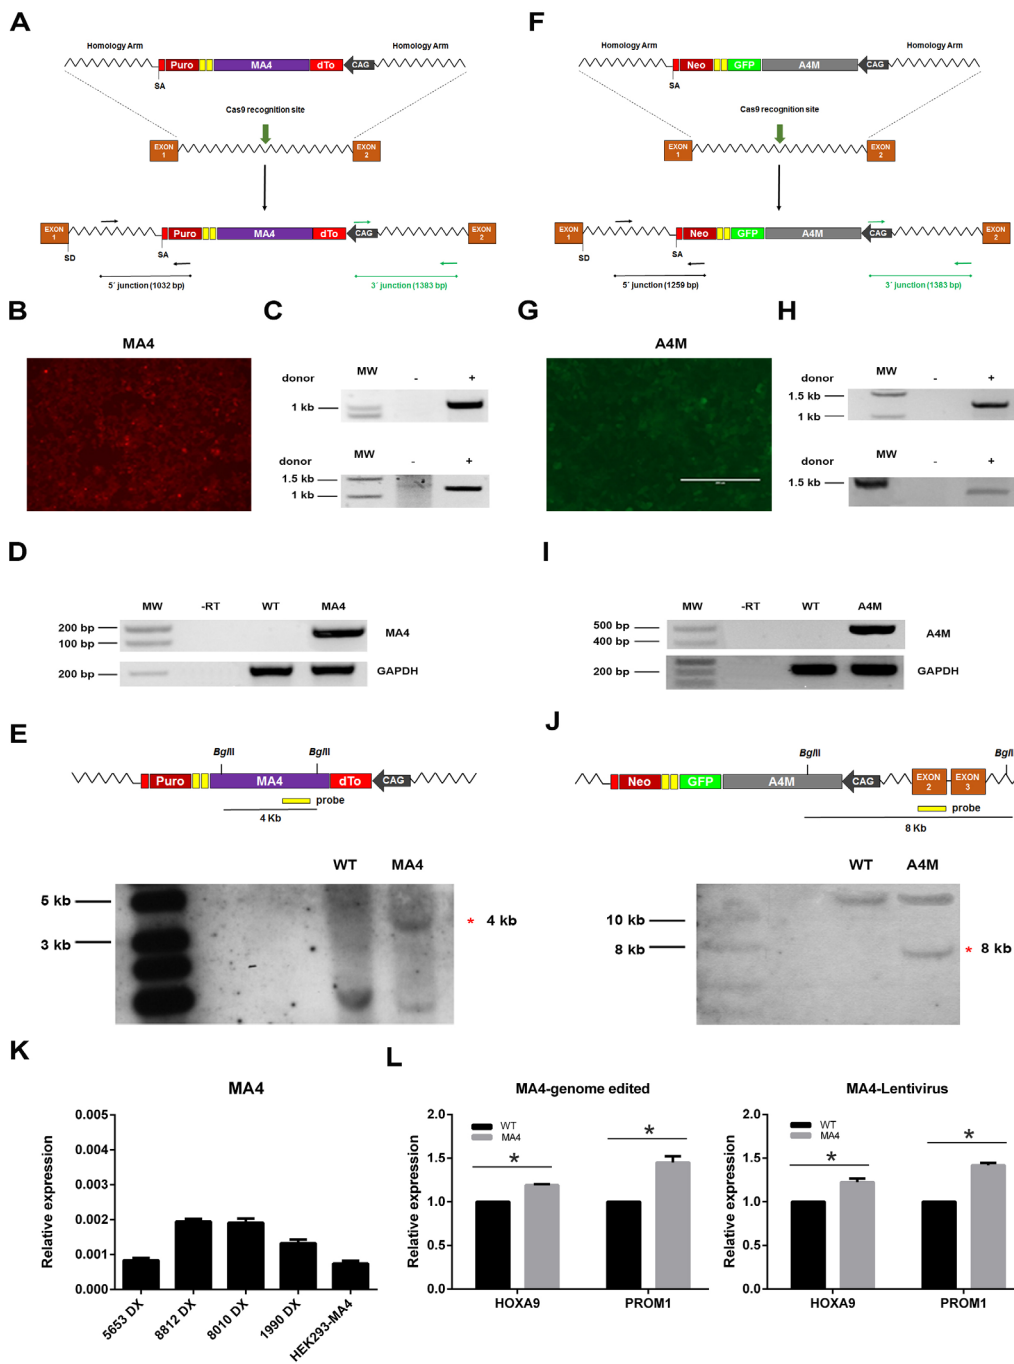 A
Homology Arm
Homology Arm
Puro
MA4
dTo
CAG
SA
Cas9 recognition site
EXON 1
EXON 2
EXON 1
Puro
MA4
dTo
CAG
EXON 2
SD
SA
5´ junction (1032 bp)
3´ junction (1383 bp)
F
Homology Arm
Homology Arm
Neo
GFP
A4M
CAG
SA
Cas9 recognition site
EXON 1
EXON 2
EXON 1
Neo
GFP
A4M
CAG
EXON 2
SD
SA
5´ junction (1259 bp)
3´ junction (1383 bp)
B
MA4
C
donor
MW
-
+
1 kb
donor
MW
-
+
1.5 kb
1 kb
G
A4M
H
donor
MW
-
+
1.5 kb
1 kb
donor
MW
-
+
1.5 kb
D
MW
-RT
WT
MA4
200 bp
100 bp
MA4
200 bp
GAPDH
I
MW
-RT
WT
A4M
500 bp
400 bp
A4M
200 bp
GAPDH
E
BglII
BglII
Puro
MA4
dTo
CAG
probe
4 Kb
WT
MA4
5 kb
3 kb
* 4 kb
J
BglII
BglII
Neo
GFP
A4M
CAG
EXON 2
EXON 3
probe
8 Kb
WT
A4M
10 kb
8 kb
* 8 kb
K
MA4
Relative expression
0.005
0.004
0.003
0.002
0.001
0.000
5653 DX
8812 DX
8010 DX
1990 DX
HEK293-MA4
L
MA4-genome edited
Relative expression
2.0
1.5
1.0
0.5
0.0
WT
MA4
*
*
HOXA9
PROM1
MA4-Lentivirus
Relative expression
2.0
1.5
1.0
0.5
0.0
WT
MA4
*
*
HOXA9
PROM1